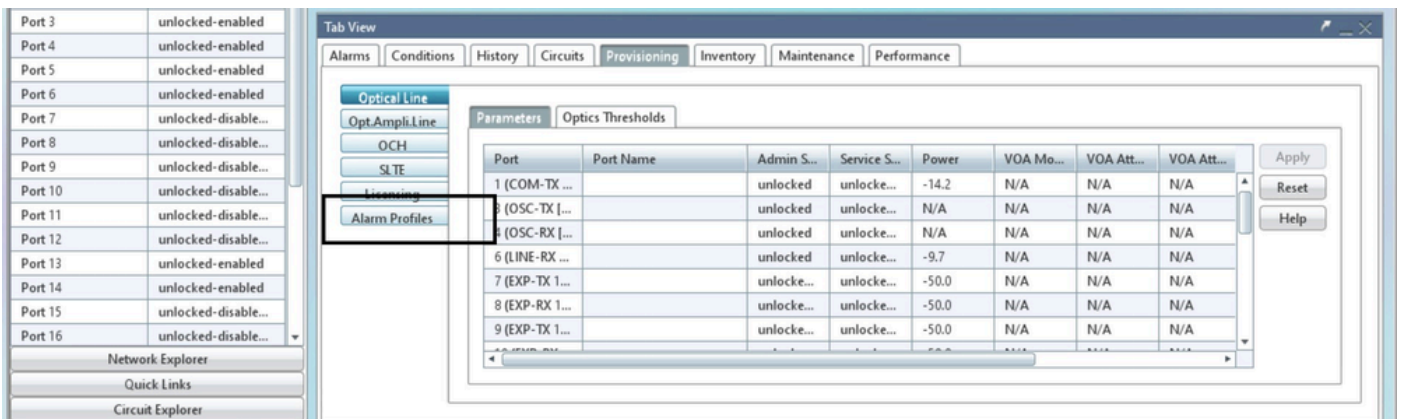 Port 3 unlocked-enabled
Port 4 unlocked-enabled
Port 5 unlocked-enabled
Port 6 unlocked-enabled
Port 7 unlocked-disable...
Port 8 unlocked-disable...
Port 9 unlocked-disable...
Port 10 unlocked-disable...
Port 11 unlocked-disable...
Port 12 unlocked-disable...
Port 13 unlocked-enabled
Port 14 unlocked-enabled
Port 15 unlocked-disable...
Port 16 unlocked-disable...
Network Explorer
Quick Links
Circuit Explorer
Tab View
Alarms Conditions History Circuits Provisioning Inventory Maintenance Performance
Optical Line
Opt.Ampli.Line
OCH
SLTE
Licensing
Alarm Profiles
Parameters Optics Thresholds
Port Port Name Admin S... Service S... Power VOA Mo... VOA Att... VOA Att...
1 (COM-TX ... unlocked unlocke... -14.2 N/A N/A N/A
(OSC-TX [... unlocked unlocke... N/A N/A N/A N/A
(OSC-RX [... unlocked unlocke... N/A N/A N/A N/A
6 (LINE-RX ... unlocked unlocke... -9.7 N/A N/A N/A
7 (EXP-TX 1... unlocke... unlocke... -50.0 N/A N/A N/A
8 (EXP-RX 1... unlocke... unlocke... -50.0 N/A N/A N/A
9 (EXP-TX 1... unlocke... unlocke... -50.0 N/A N/A N/A
Apply
Reset
Help